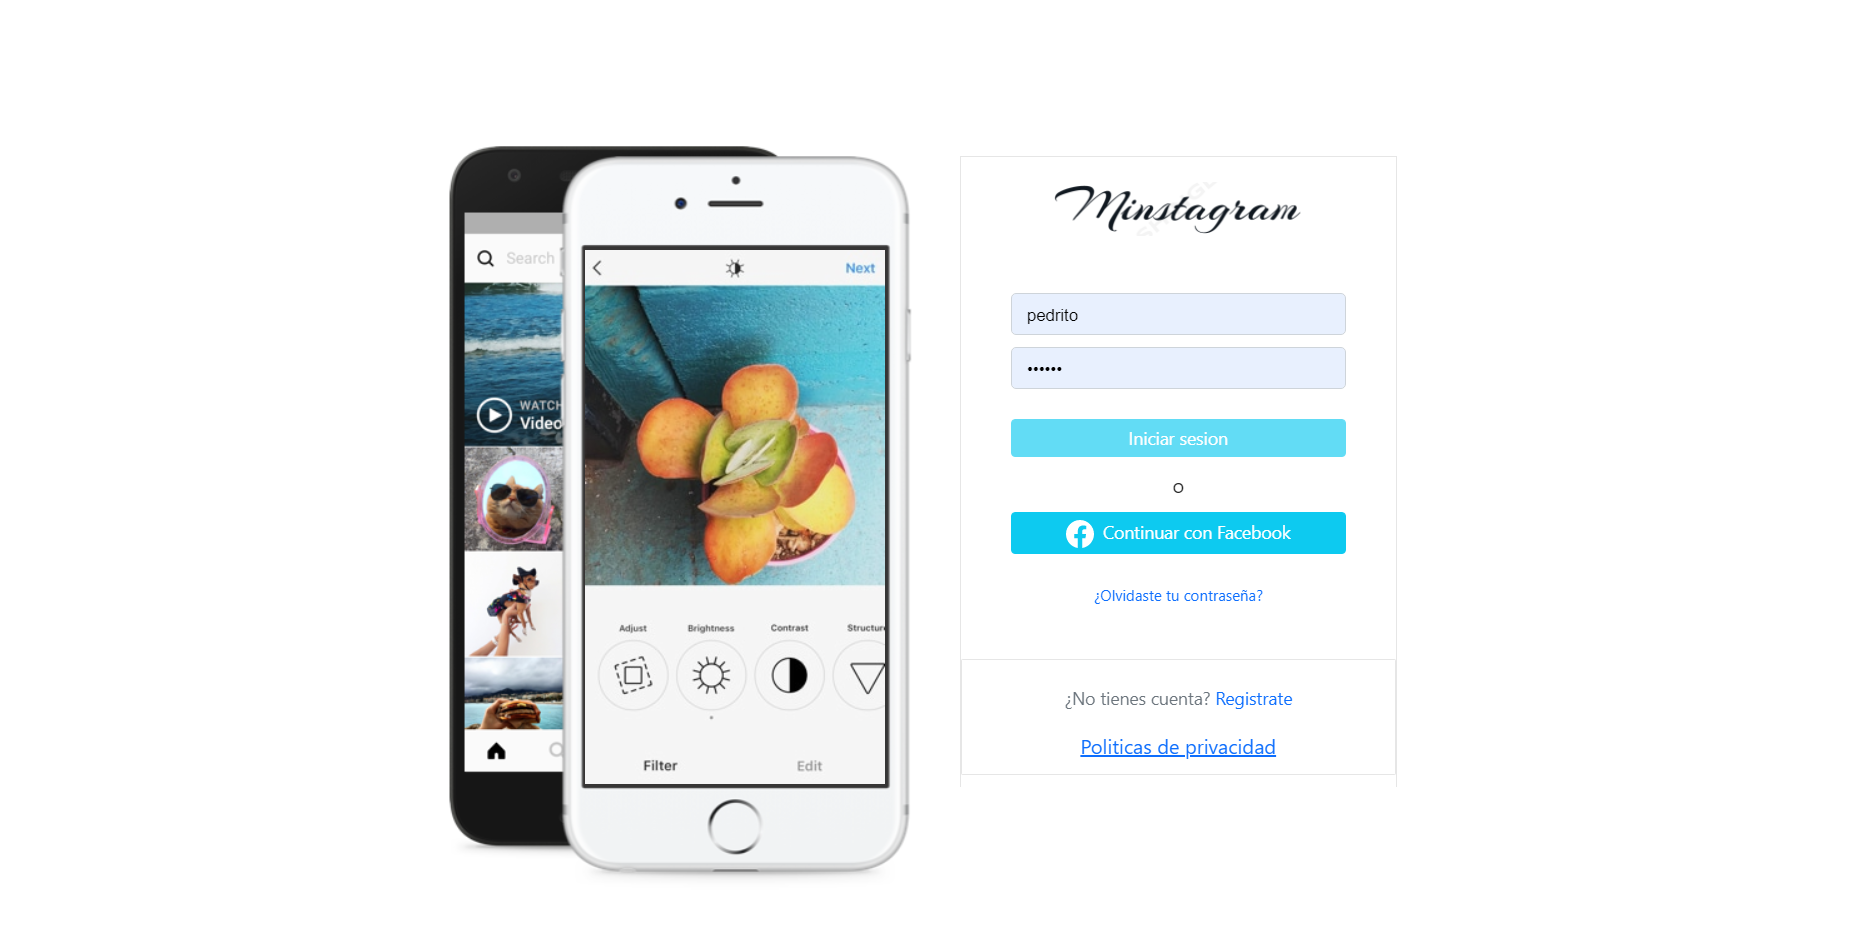 Search
WATCH
Video
Next
Adjust
Brightness
Contrast
Structure
Filter
Edit
Minstagram
pedrito
••••••
Iniciar sesion
O
Continuar con Facebook
¿Olvidaste tu contraseña?
¿No tienes cuenta? Registrate
Politicas de privacidad